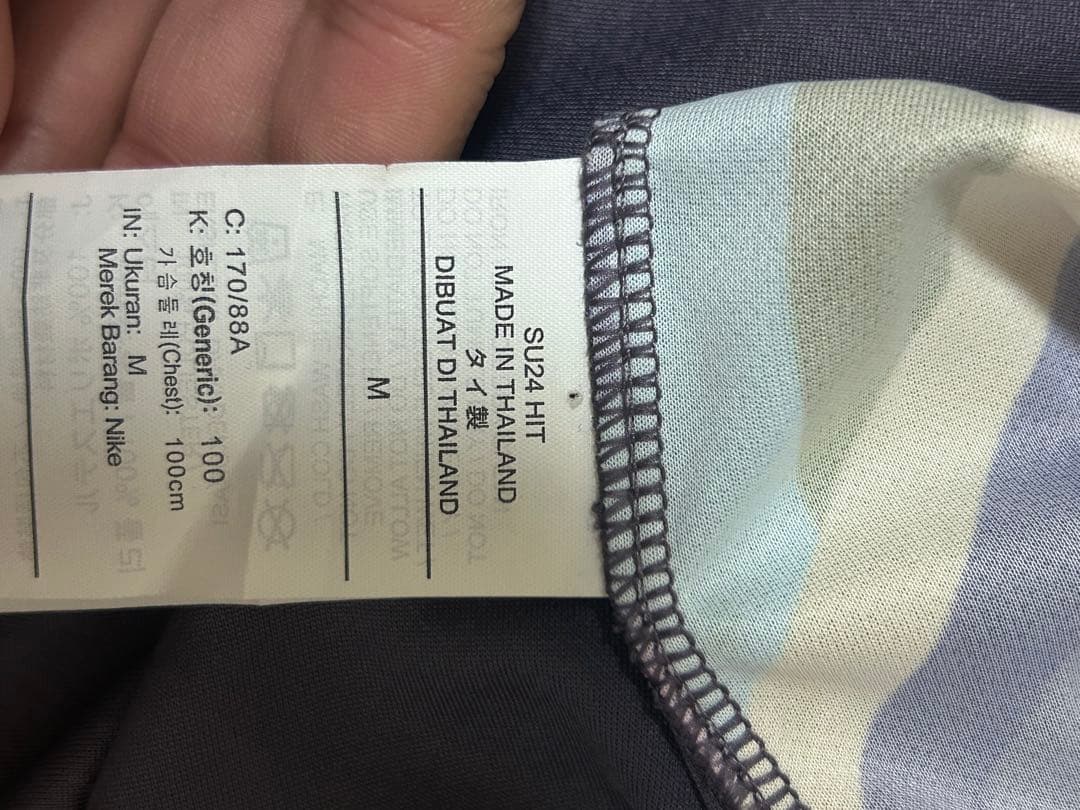 SU24 HIT
MADE IN THAILAND
タイ製
DIBUAT DI THAILAND
M
C: 170/88A
K: 호칭(Generic): 100
가슴둘레(Chest): 100cm
IN: Ukuran: M
Merek Barang: Nike